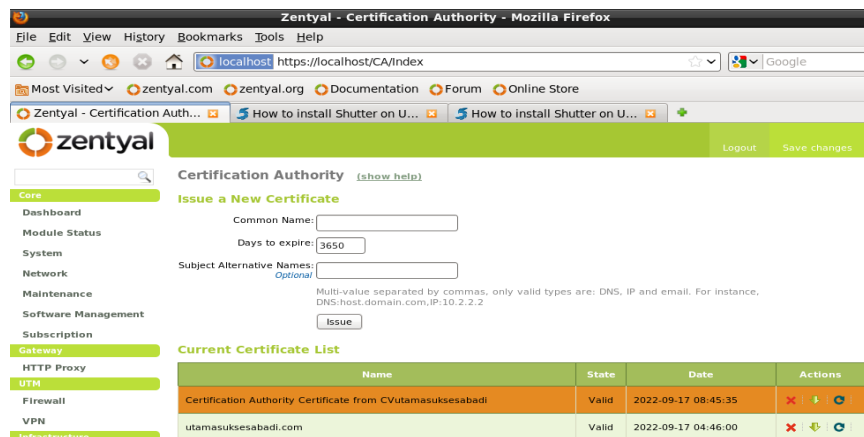 Zentyal - Certification Authority - Mozilla Firefox
File Edit View History Bookmarks Tools Help
localhost https://localhost/CA/Index
Google
Most Visited zentyal.com zentyal.org Documentation Forum Online Store
Zentyal - Certification Auth... How to install Shutter on U... How to install Shutter on U...
zentyal
Logout Save changes
Certification Authority (show help)
Core
Issue a New Certificate
Dashboard
Common Name:
Module Status
Days to expire: 3650
System
Subject Alternative Names:
Optional
Network
Maintenance
Multi-value separated by commas, only valid types are: DNS, IP and email. For instance,
DNS:host.domain.com,IP:10.2.2.2
Software Management
Issue
Subscription
Gateway
Current Certificate List
HTTP Proxy
Name State Date Actions
UTM
Firewall
Certification Authority Certificate from CVutamasuksesabadi Valid 2022-09-17 08:45:35
VPN
utamasuksesabadi.com Valid 2022-09-17 04:46:00
Infrastructure